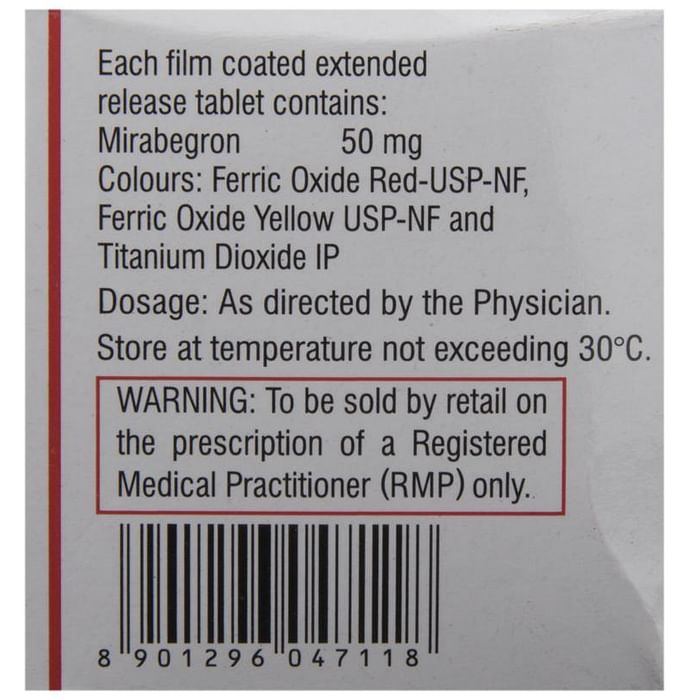 Each film coated extended
release tablet contains:
Mirabegron 50 mg
Colours: Ferric Oxide Red-USP-NF,
Ferric Oxide Yellow USP-NF and
Titanium Dioxide IP
Dosage: As directed by the Physician.
Store at temperature not exceeding 30°C.
WARNING: To be sold by retail on
the prescription of a Registered
Medical Practitioner (RMP) only.
8 901296 047118